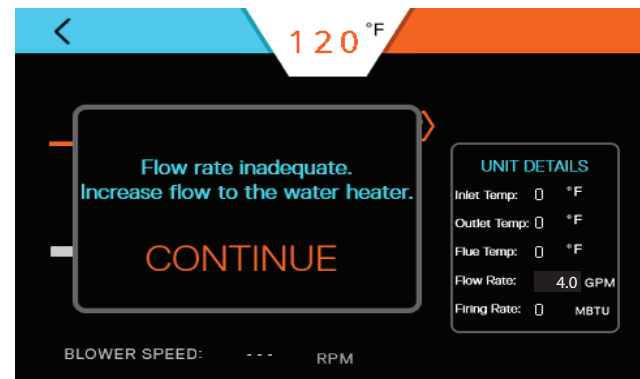 120°F
Flow rate inadequate.
Increase flow to the water heater.
CONTINUE
UNIT DETAILS
Inlet Temp: 0 °F
Outlet Temp: 0 °F
Flue Temp: 0 °F
Flow Rate: 4.0 GPM
Firing Rate: 0 MBTU
BLOWER SPEED: --- RPM